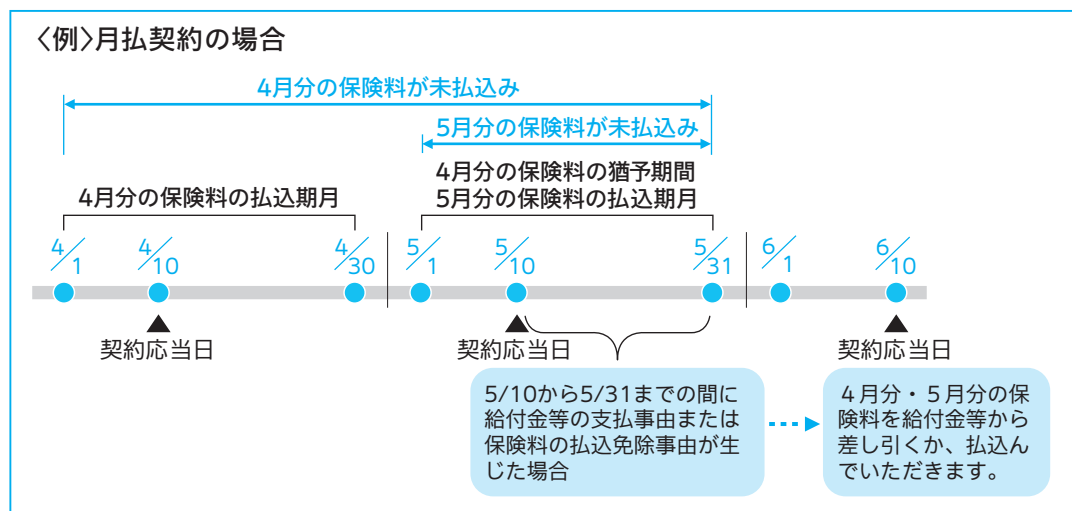 〈例〉月払契約の場合
4月分の保険料が未払込み
5月分の保険料が未払込み
4月分の保険料の払込期月
4月分の保険料の猶予期間
5月分の保険料の払込期月
4/1
4/10
4/30
5/1
5/10
5/31
6/1
6/10
契約応当日
契約応当日
契約応当日
5/10から5/31までの間に
給付金等の支払事由または
保険料の払込免除事由が生
じた場合
４月分・５月分の保
険料を給付金等から
差し引くか、払込ん
でいただきます。